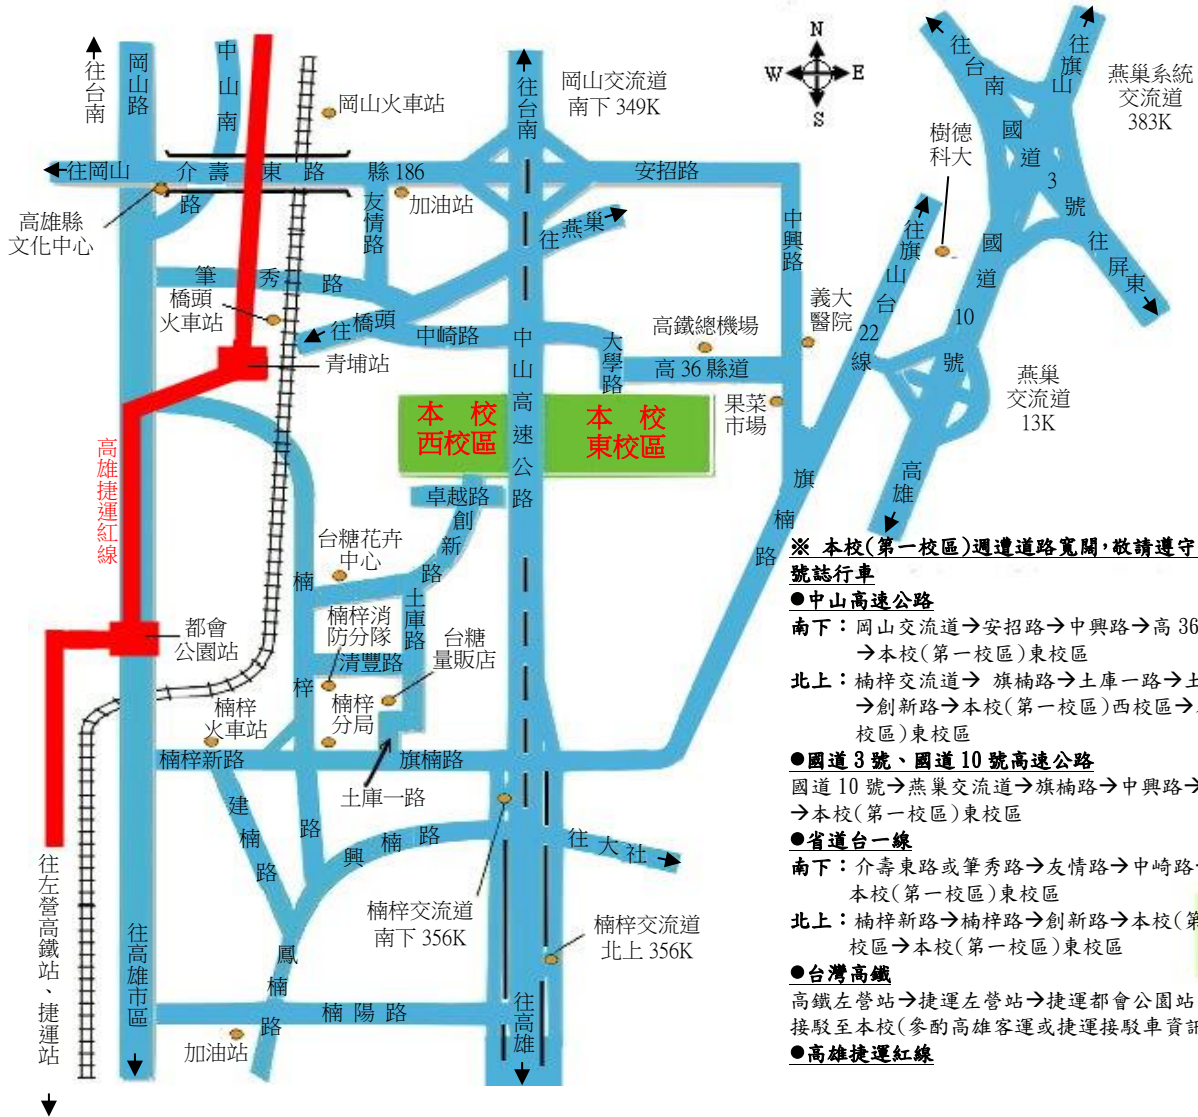 往台南
岡山路
中山南路
岡山火車站
往台南
岡山交流道
南下 349K
N
W
E
S
往台南
往旗山
燕巢系統
交流道
383K
國道3號
樹德
科大
往岡山
介壽東路
縣 186
安招路
高雄縣
文化中心
友情路
加油站
往燕巢
中興路
往旗山
台22線
國道10號
往屏東
筆秀路
橋頭
火車站
往橋頭
中崎路
中山高速公路
大學路
高鐵總機場
義大
醫院
青埔站
高 36 縣道
果菜
市場
燕巢
交流道
13K
本 校
西校區
本 校
東校區
高雄捷運紅線
高雄
卓越路
創新路
旗楠路
台糖花卉
中心
楠梓路
土庫路
楠梓消
防分隊
台糖
量販店
都會
公園站
清豐路
楠梓
火車站
楠梓
分局
楠梓新路
旗楠路
土庫一路
建楠路
興楠路
往大社
往左營高鐵站、捷運站
往高雄市區
楠梓交流道
南下 356K
楠梓交流道
北上 356K
鳳楠路
楠陽路
加油站
往高雄
※ 本校(第一校區)週遭道路寬闊,敬請遵守
號誌行車
●中山高速公路
南下：岡山交流道→安招路→中興路→高 36
→本校(第一校區)東校區
北上：楠梓交流道→ 旗楠路→土庫一路→土
→創新路→本校(第一校區)西校區→
校區)東校區
●國道 3 號、國道 10 號高速公路
國道 10 號→燕巢交流道→旗楠路→中興路→
→本校(第一校區)東校區
●省道台一線
南下：介壽東路或筆秀路→友情路→中崎路
本校(第一校區)東校區
北上：楠梓新路→楠梓路→創新路→本校(第
校區→本校(第一校區)東校區
●台灣高鐵
高鐵左營站→捷運左營站→捷運都會公園站
接駁至本校(參酌高雄客運或捷運接駁車資訊
●高雄捷運紅線